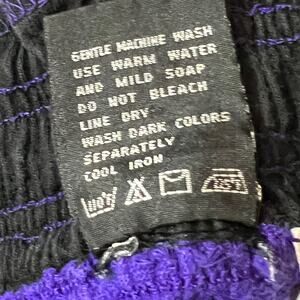 GENTLE MACHINE WASH
USE WARM WATER
AND MILD SOAP
DO NOT BLEACH
LINE DRY
WASH DARK COLORS
SEPARATELY
COOL IRON